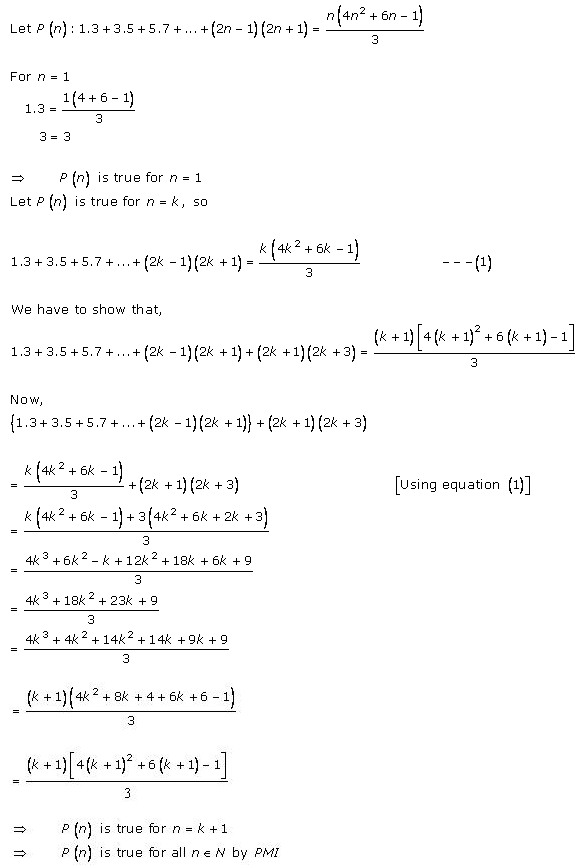 Let P(n) : 1.3 + 3.5 + 5.7 + ... + (2n − 1)(2n + 1) = n(4n² + 6n − 1)/3
For n = 1
1.3 = 1(4 + 6 − 1)/3
3 = 3
⇒ P(n) is true for n = 1
Let P(n) is true for n = k, so
1.3 + 3.5 + 5.7 + ... + (2k − 1)(2k + 1) = k(4k² + 6k − 1)/3 − − − (1)
We have to show that,
1.3 + 3.5 + 5.7 + ... + (2k − 1)(2k + 1) + (2k + 1)(2k + 3) = (k + 1)[4(k + 1)² + 6(k + 1) − 1]/3
Now,
{1.3 + 3.5 + 5.7 + ... + (2k − 1)(2k + 1)} + (2k + 1)(2k + 3)
= k(4k² + 6k − 1)/3 + (2k + 1)(2k + 3) [Using equation (1)]
= k(4k² + 6k − 1) + 3(4k² + 6k + 2k + 3)/3
= 4k³ + 6k² − k + 12k² + 18k + 6k + 9/3
= 4k³ + 18k² + 23k + 9/3
= 4k³ + 4k² + 14k² + 14k + 9k + 9/3
= (k + 1)(4k² + 8k + 4 + 6k + 6 − 1)/3
= (k + 1)[4(k + 1)² + 6(k + 1) − 1]/3
⇒ P(n) is true for n = k + 1
⇒ P(n) is true for all n ∈ N by PMI